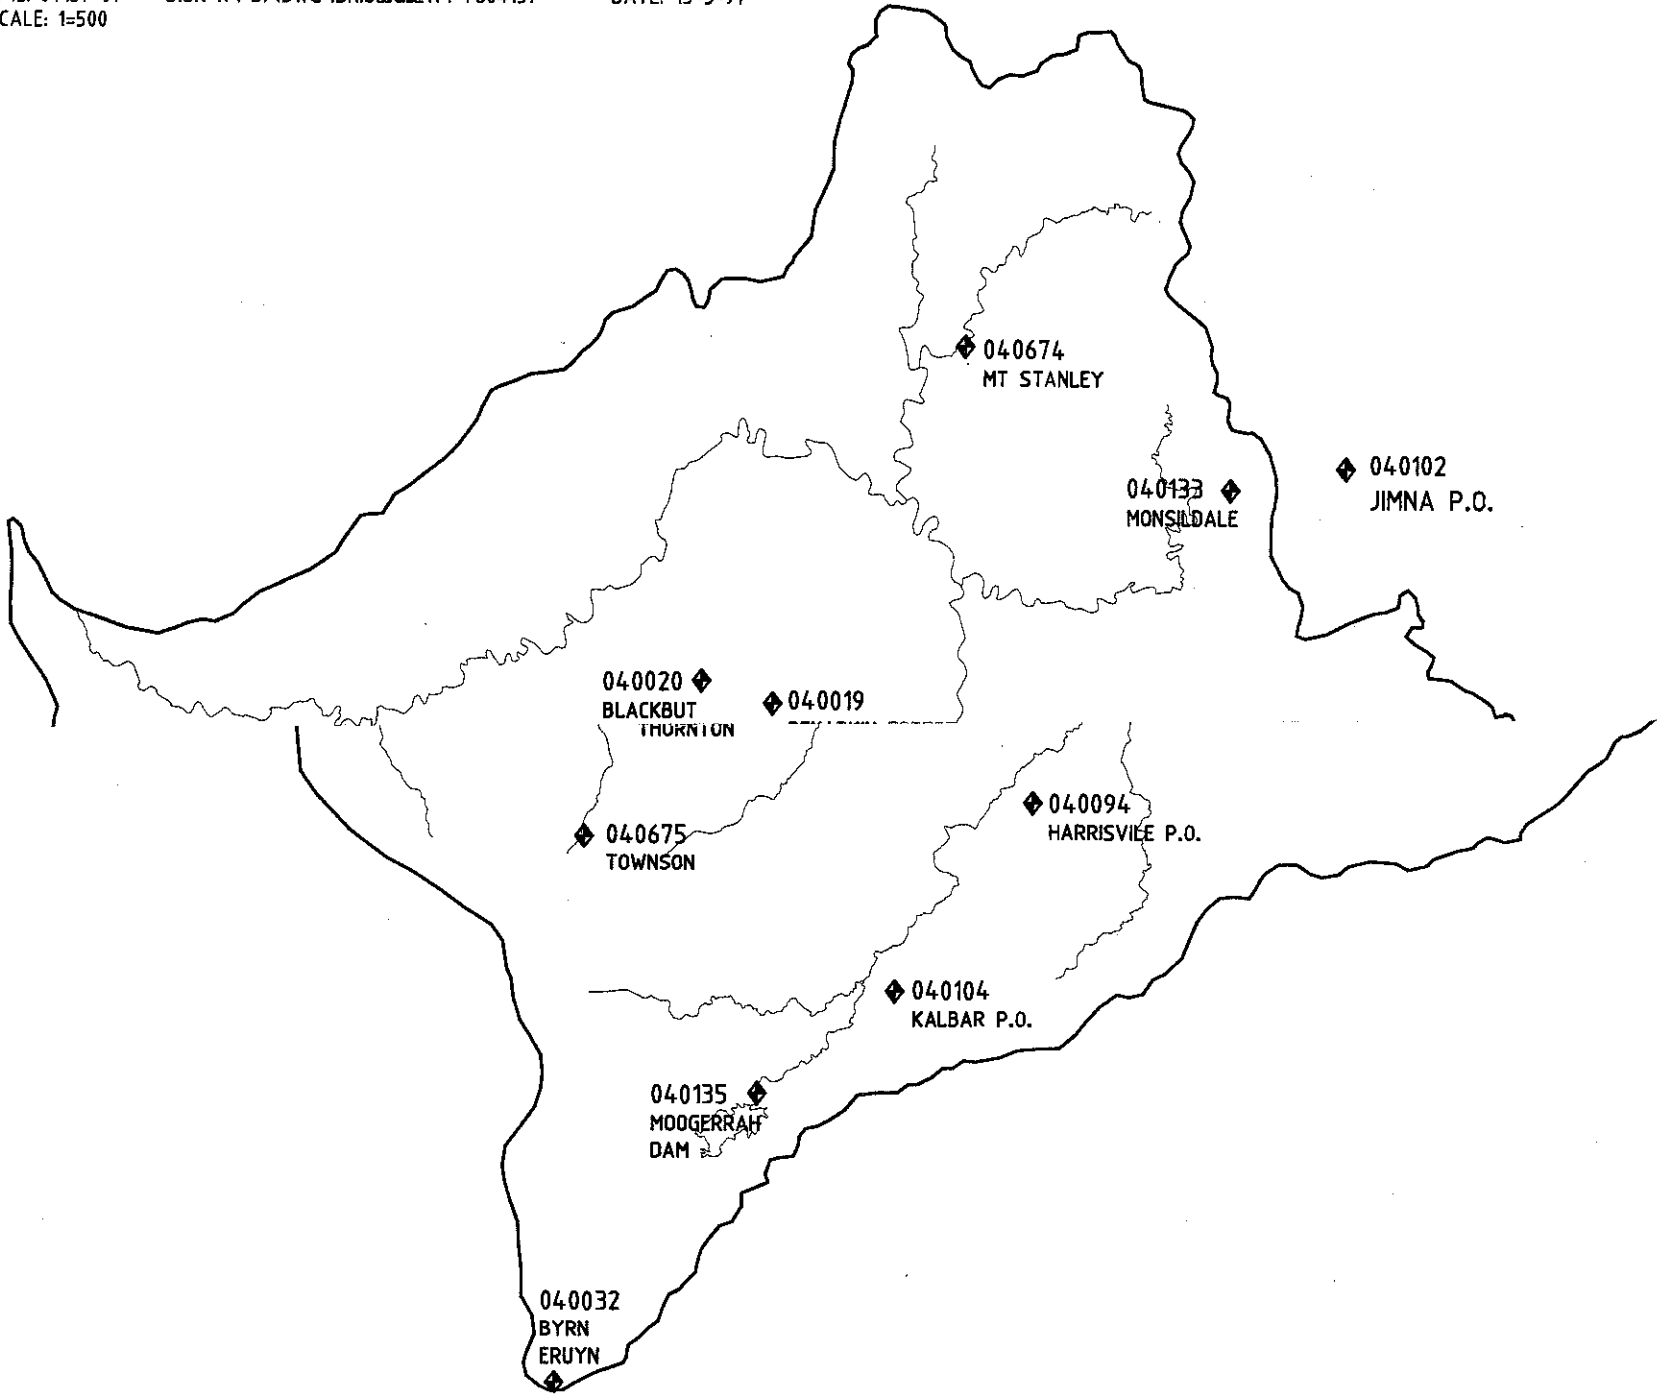 CALE: 1=500
040674
MT STANLEY
040102
JIMNA P.O.
040133
MONSILDALE
040020
BLACKBUT
040019
THORNTON
040094
HARRISVILE P.O.
040675
TOWNSON
040104
KALBAR P.O.
040135
MOOGERRAH
DAM
040032
BYRN
ERUYN